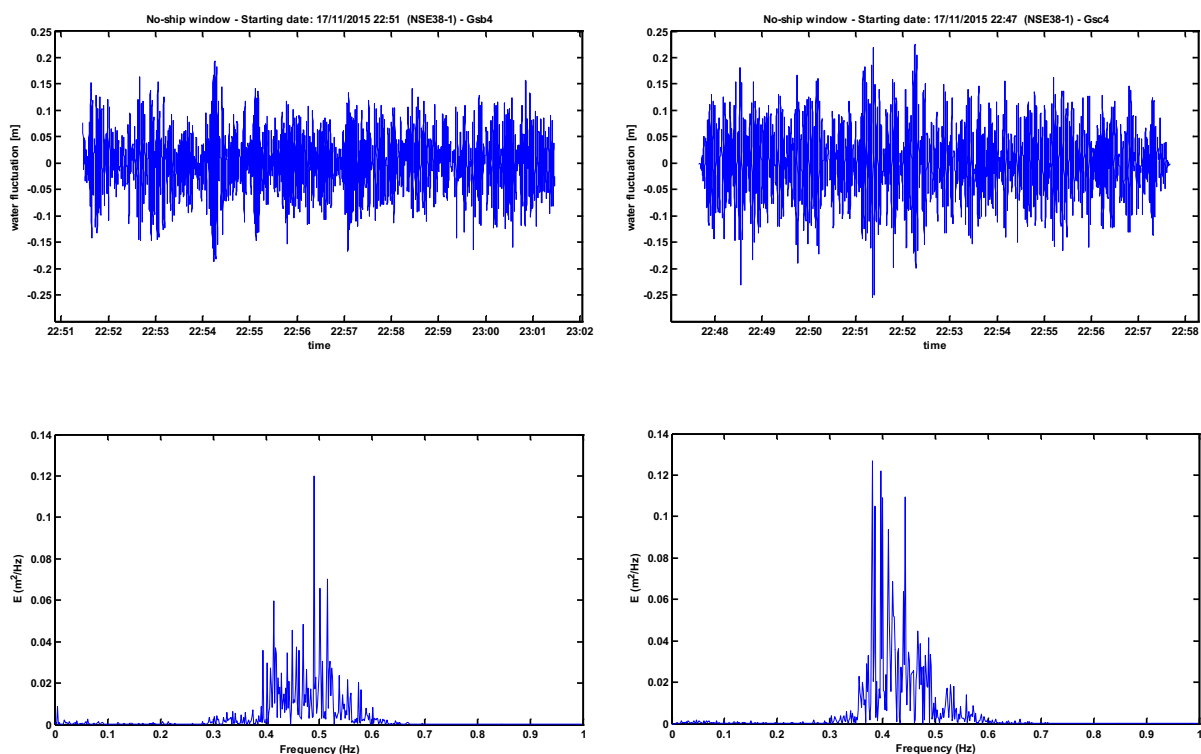 No-ship window - Starting date: 17/11/2015 22:51 (NSE38-1) - Gsb4
0.25
0.2
0.15
0.1
0.05
0
-0.05
-0.1
-0.15
-0.2
-0.25
water fluctuation [m]
22:51 22:52 22:53 22:54 22:55 22:56 22:57 22:58 22:59 23:00 23:01 23:02
time
No-ship window - Starting date: 17/11/2015 22:47 (NSE38-1) - Gsc4
0.25
0.2
0.15
0.1
0.05
0
-0.05
-0.1
-0.15
-0.2
-0.25
water fluctuation [m]
22:48 22:49 22:50 22:51 22:52 22:53 22:54 22:55 22:56 22:57 22:58
time
0.14
0.12
0.1
0.08
0.06
0.04
0.02
0
E (m²/Hz)
0 0.1 0.2 0.3 0.4 0.5 0.6 0.7 0.8 0.9 1
Frequency (Hz)
0.14
0.12
0.1
0.08
0.06
0.04
0.02
0
E (m²/Hz)
0 0.1 0.2 0.3 0.4 0.5 0.6 0.7 0.8 0.9 1
Frequency (Hz)